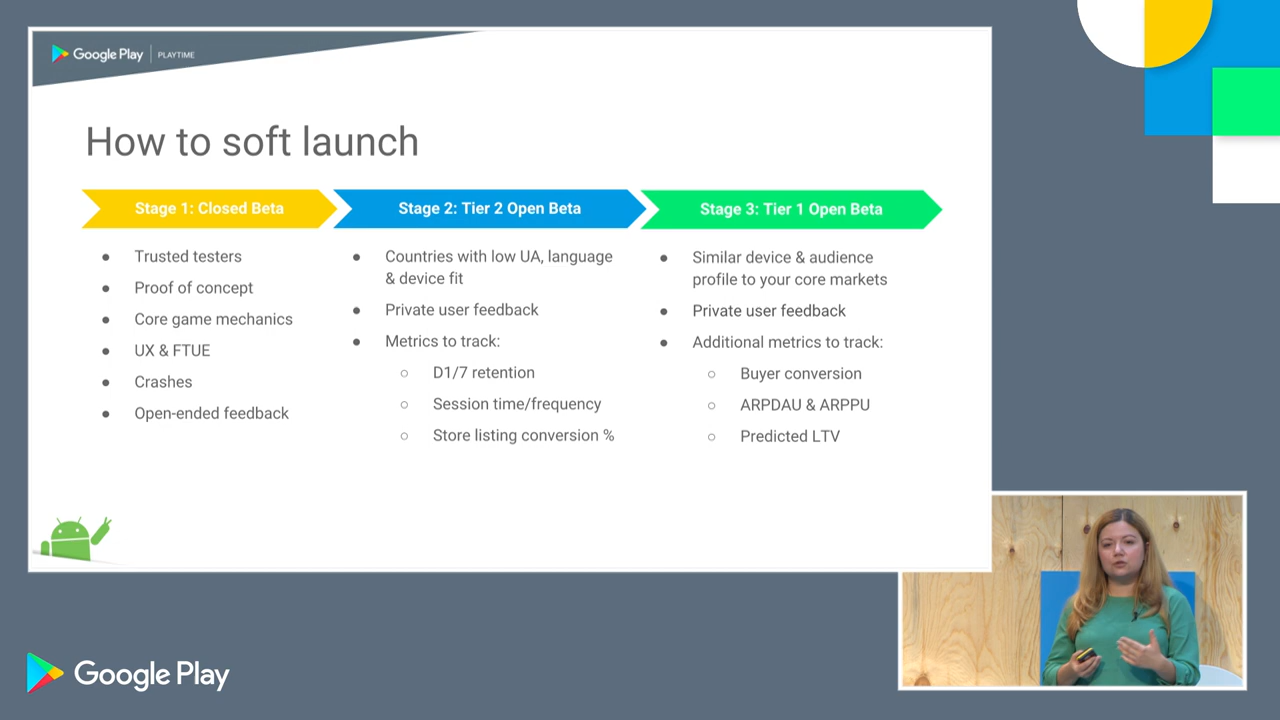 Google Play | PLAYTIME
How to soft launch
Stage 1: Closed Beta
Trusted testers
Proof of concept
Core game mechanics
UX & FTUE
Crashes
Open-ended feedback
Stage 2: Tier 2 Open Beta
Countries with low UA, language
& device fit
Private user feedback
Metrics to track:
D1/7 retention
Session time/frequency
Store listing conversion %
Stage 3: Tier 1 Open Beta
Similar device & audience
profile to your core markets
Private user feedback
Additional metrics to track:
Buyer conversion
ARPDAU & ARPPU
Predicted LTV
Google Play